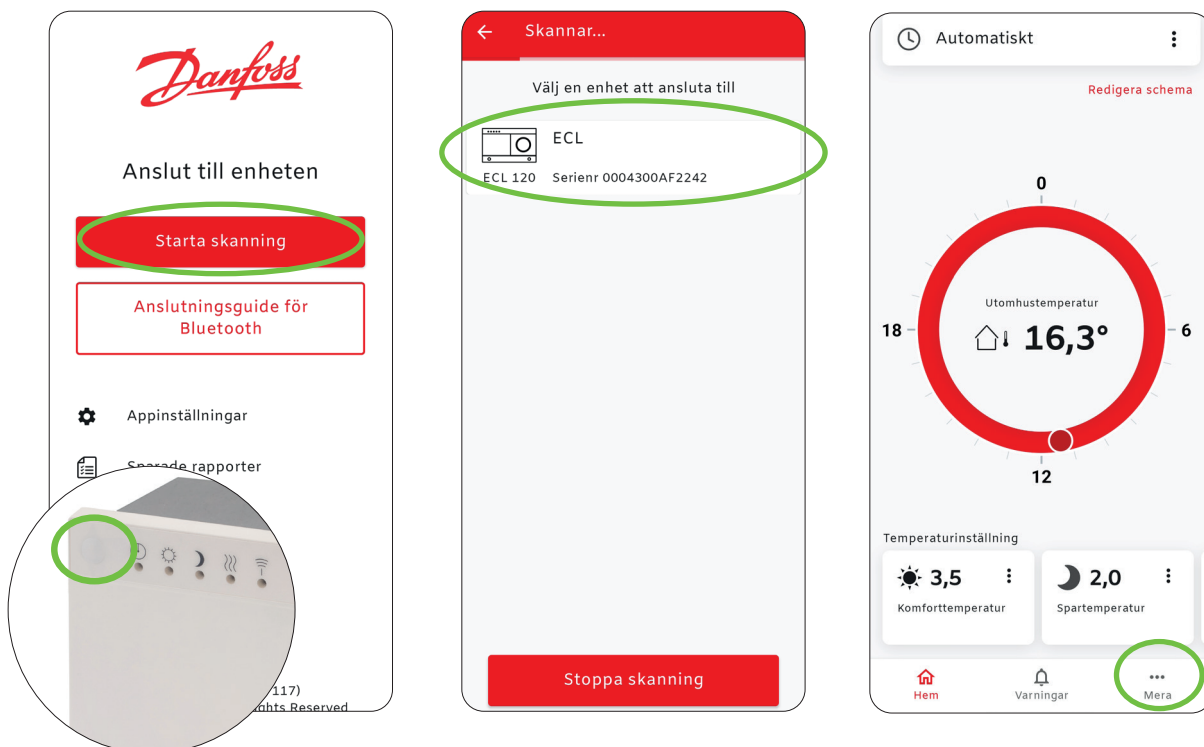 Danfoss
Anslut till enheten
Starta skanning
Anslutningsguide för
Bluetooth
Appinställningar
Sparade rapporter
117)
ghts Reserved
Skannar...
Välj en enhet att ansluta till
ECL
ECL 120 Serienr 0004300AF2242
Stoppa skanning
Automatiskt
Redigera schema
0
Utomhustemperatur
18
16,3°
6
12
Temperaturinställning
3,5
2,0
Komforttemperatur
Spartemperatur
Hem
Varningar
Mera